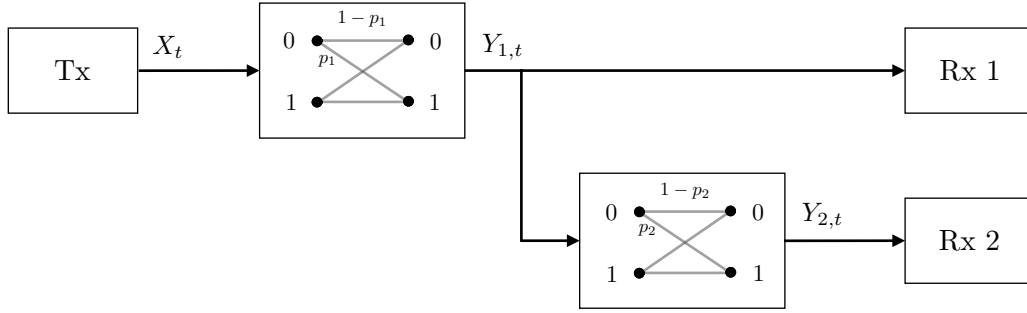 Tx
X_t
1 − p_1
0
0
p_1
1
1
Y_{1,t}
Rx 1
1 − p_2
0
0
p_2
1
1
Y_{2,t}
Rx 2